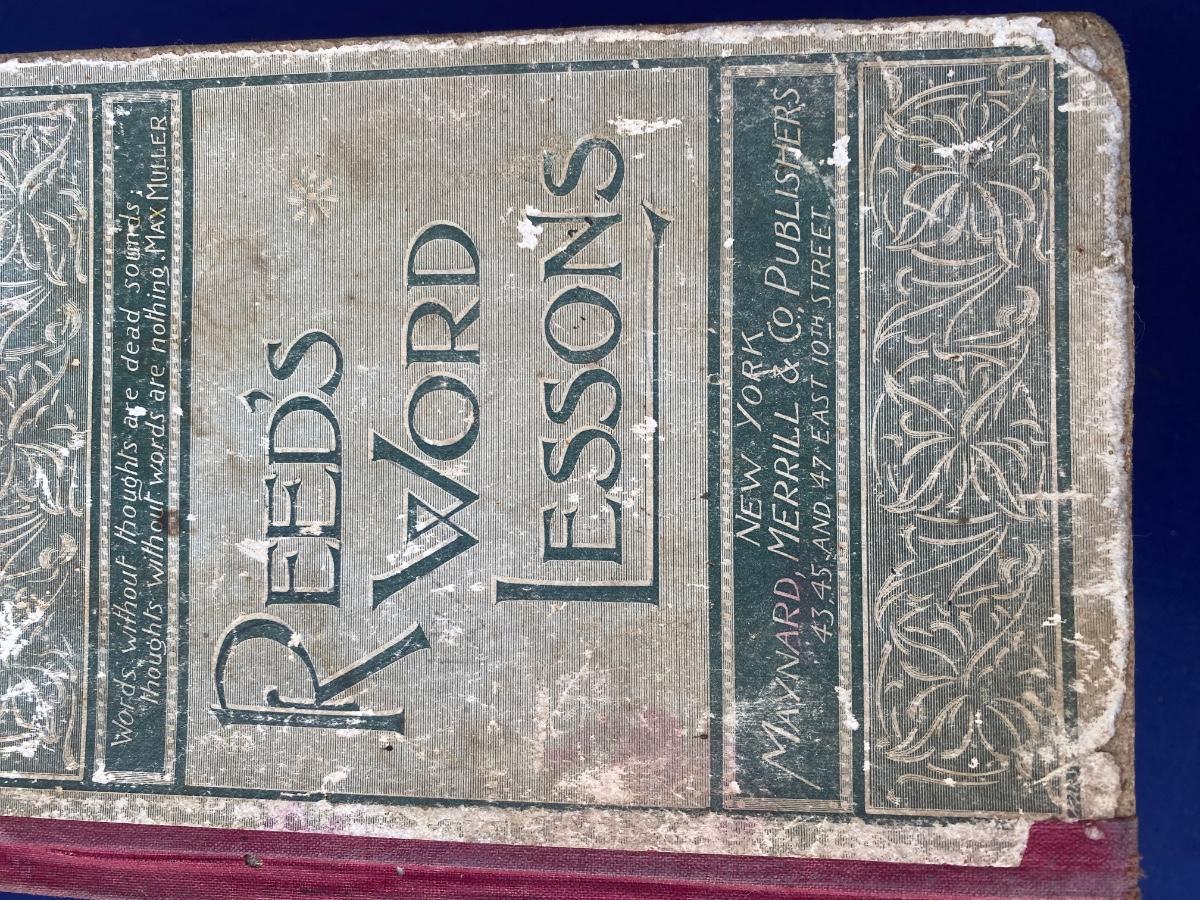 Words without thoughts are dead sounds;
thoughts without words are nothing. MAX MULLER
REED'S
WORD
LESSONS
NEW YORK
MAYNARD, MERRILL & Co., PUBLISHERS
43, 45, AND, 47 EAST 10TH STREET